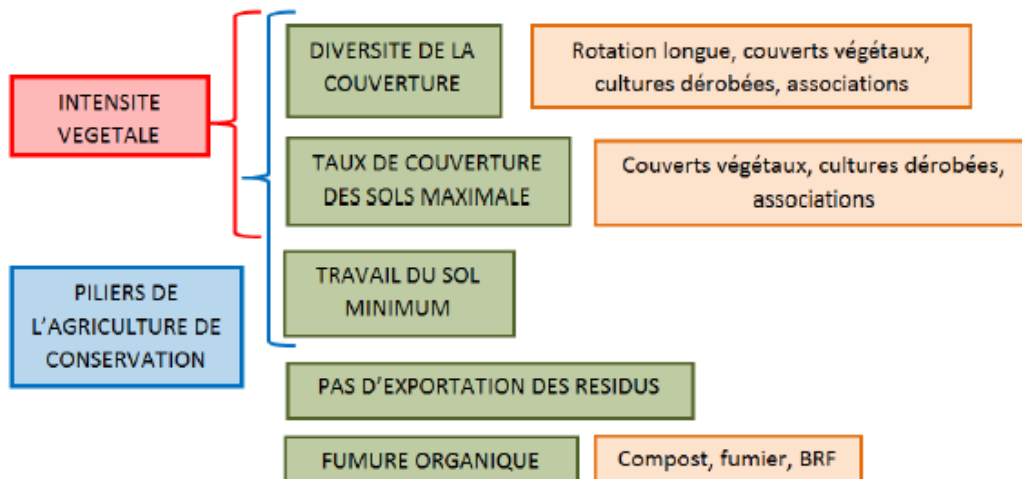 INTENSITE
VEGETALE
PILIERS DE
L'AGRICULTURE DE
CONSERVATION
DIVERSITE DE LA
COUVERTURE
Rotation longue, couverts végétaux,
cultures dérobées, associations
TAUX DE COUVERTURE
DES SOLS MAXIMALE
Couverts végétaux, cultures dérobées,
associations
TRAVAIL DU SOL
MINIMUM
PAS D'EXPORTATION DES RESIDUS
FUMURE ORGANIQUE
Compost, fumier, BRF